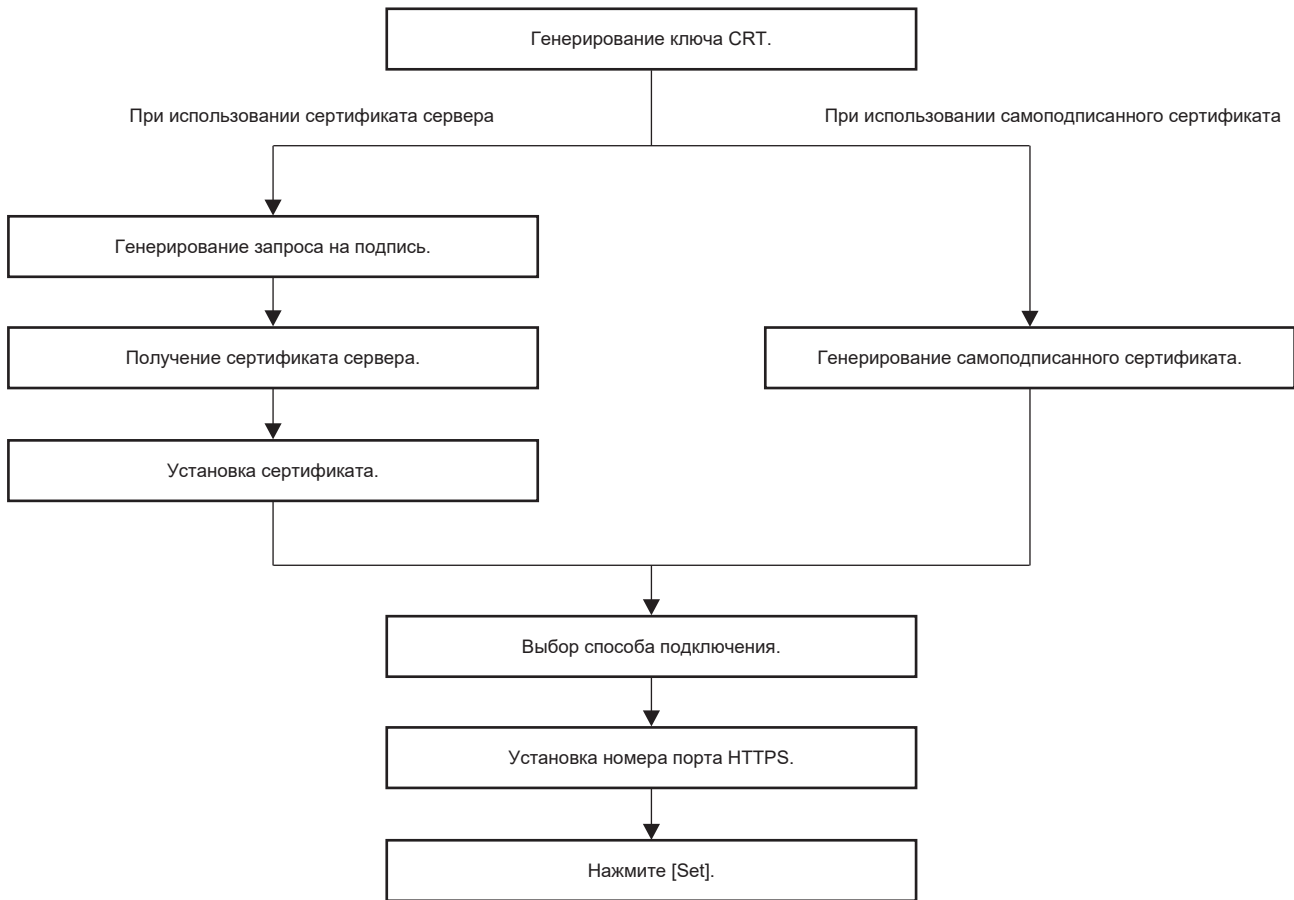 Генерирование ключа CRT.
При использовании сертификата сервера
При использовании самоподписанного сертификата
Генерирование запроса на подпись.
Получение сертификата сервера.
Генерирование самоподписанного сертификата.
Установка сертификата.
Выбор способа подключения.
Установка номера порта HTTPS.
Нажмите [Set].